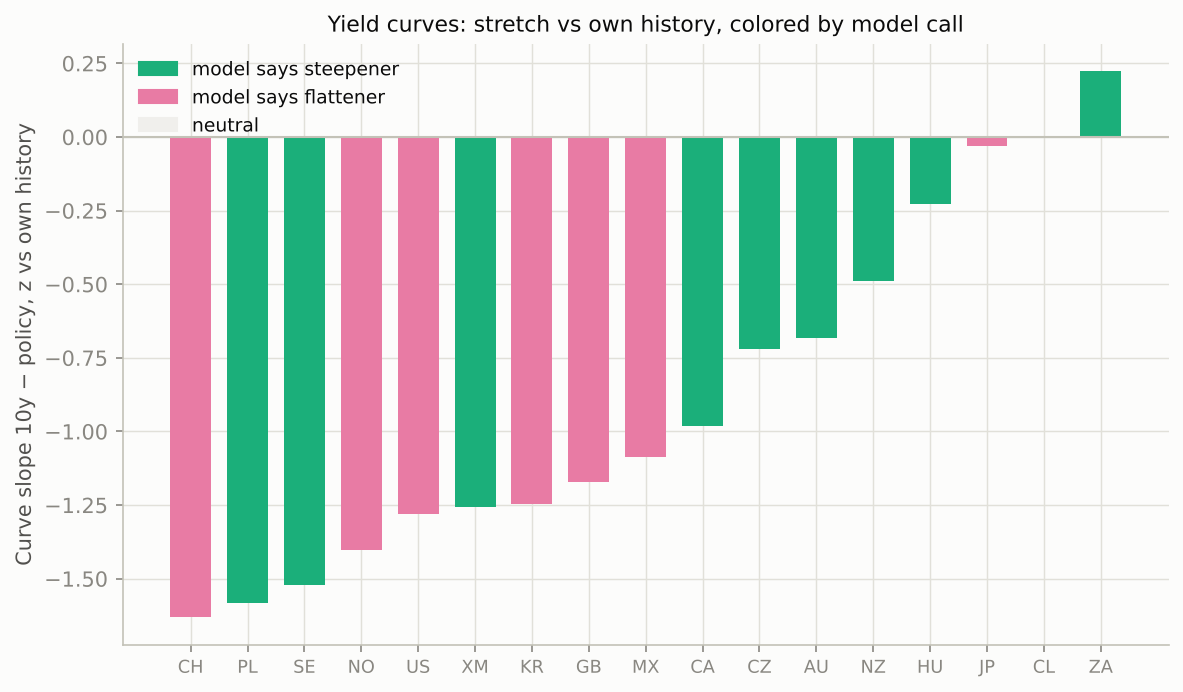 Yield curves: stretch vs own history, colored by model call
model says steepener
model says flattener
neutral
Curve slope 10y − policy, z vs own history
0.25
0.00
−0.25
−0.50
−0.75
−1.00
−1.25
−1.50
CH PL SE NO US XM KR GB MX CA CZ AU NZ HU JP CL ZA